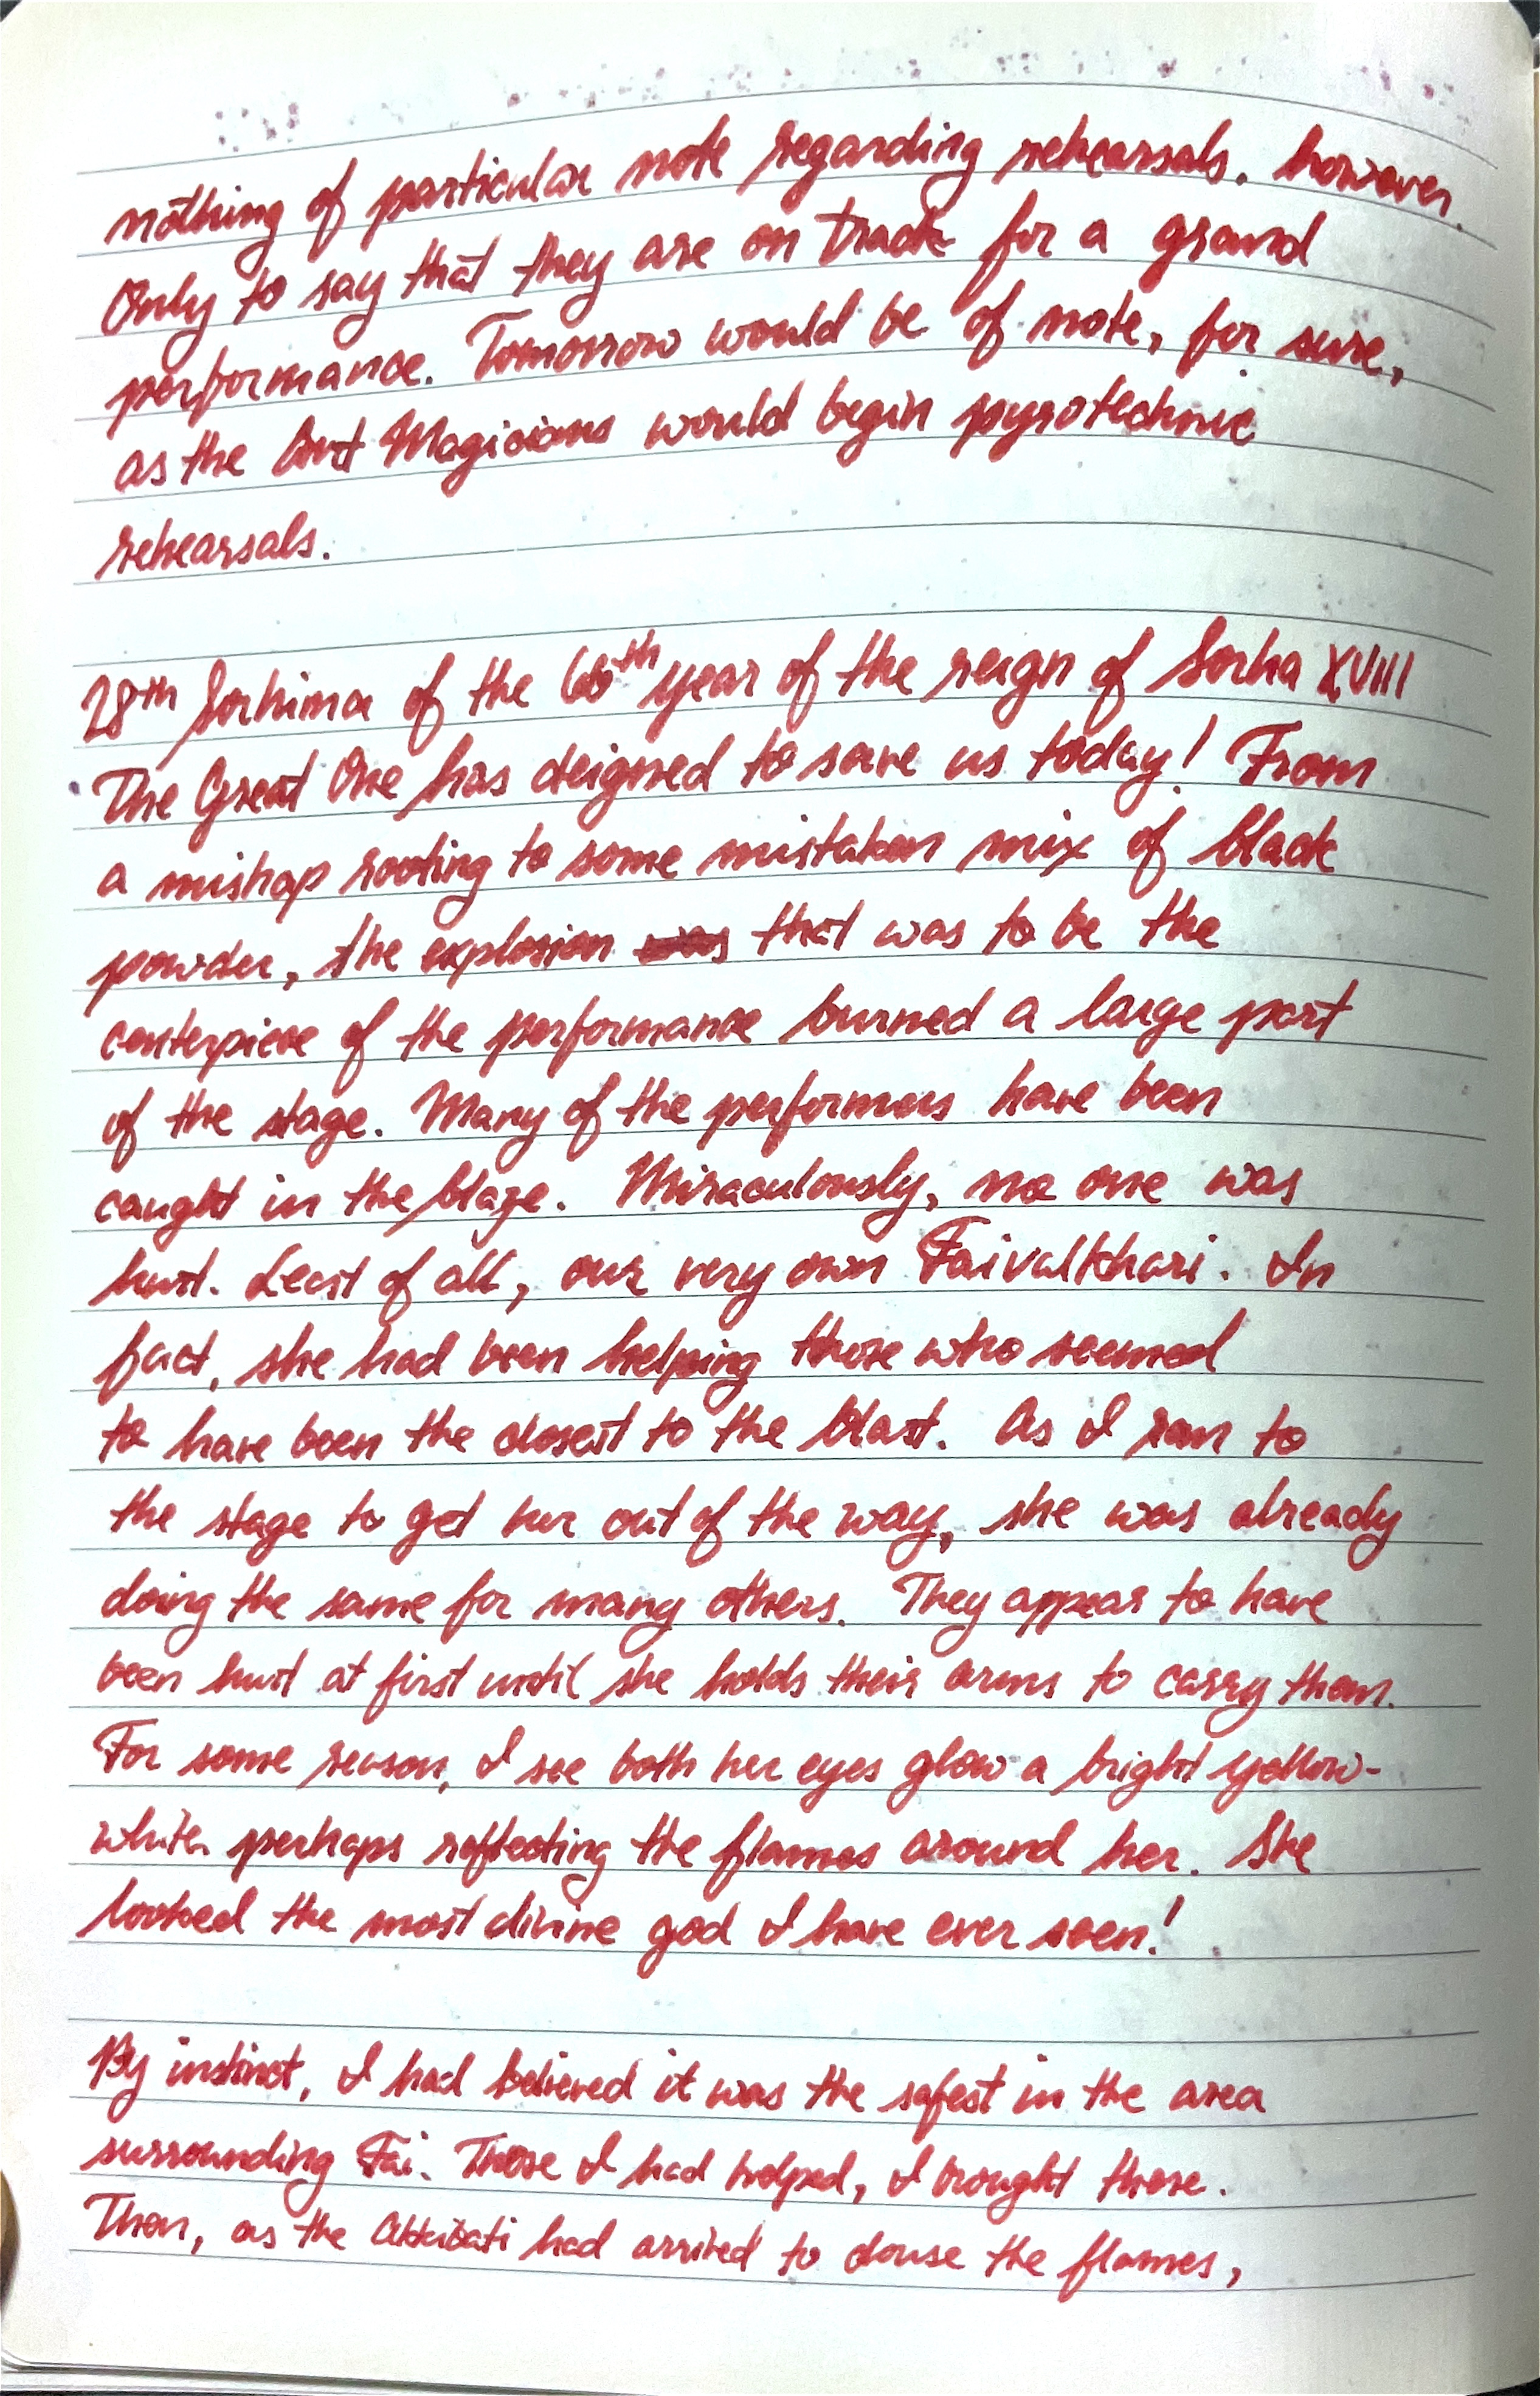 nothing of particular note regarding rehearsals, however.
Only to say that they are on track for a grand
performance. Tomorrow would be of note, for sure,
as the Art Magicians would begin pyrotechnic
rehearsals.
28th Sorhima of the 66th year of the reign of Sorha XVIII
The Great One has deigned to save us today! From
a mishap rooting to some mistaken mix of black
powder, the explosion was that was to be the
centerpiece of the performance burned a large part
of the stage. Many of the performers have been
caught in the blaze. Miraculously, no one was
hurt. Least of all, our very own Faivalkhari. In
fact, she had been helping those who seemed
to have been the closest to the blast. As I ran to
the stage to get her out of the way, she was already
doing the same for many others. They appear to have
been hurt at first until she holds their arms to carry them.
For some reason, I see both her eyes glow a bright yellow-
white perhaps reflecting the flames around her. She
looked the most divine god I have ever seen!
By instinct, I had believed it was the safest in the area
surrounding Fai. Those I had helped, I brought there.
Then, as the had arrived to douse the flames,